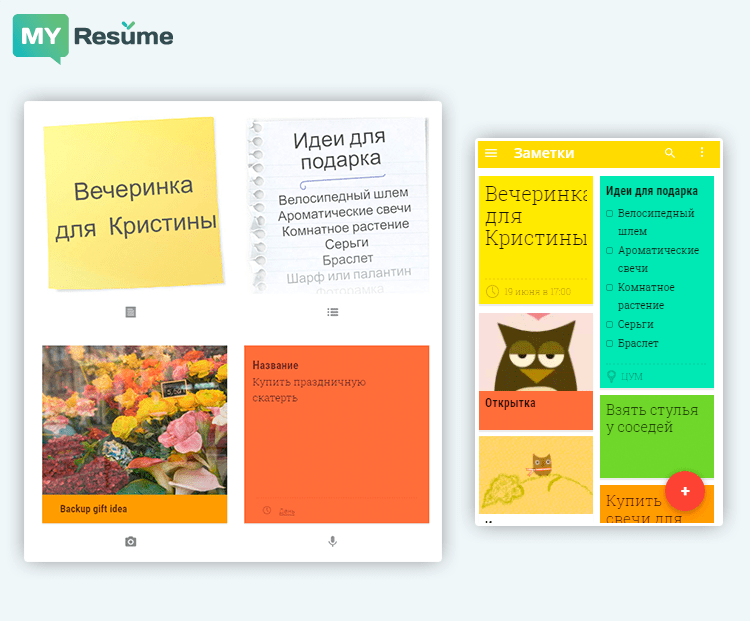 MY Resume
Вечеринка
для Кристины
Идеи для
подарка
Велосипедный шлем
Ароматические свечи
Комнатное растение
Серьги
Браслет
Шарф или палантин
Фоторамка
Backup gift idea
Название
Купить праздничную
скатерть
Заметки
Вечеринка
для
Кристины
19 июня в 17:00
Открытка
Идеи для подарка
Велосипедный
шлем
Ароматические
свечи
Комнатное
растение
Серьги
Браслет
ЦУМ
Взять стулья
у соседей
Купить
свечи для
+